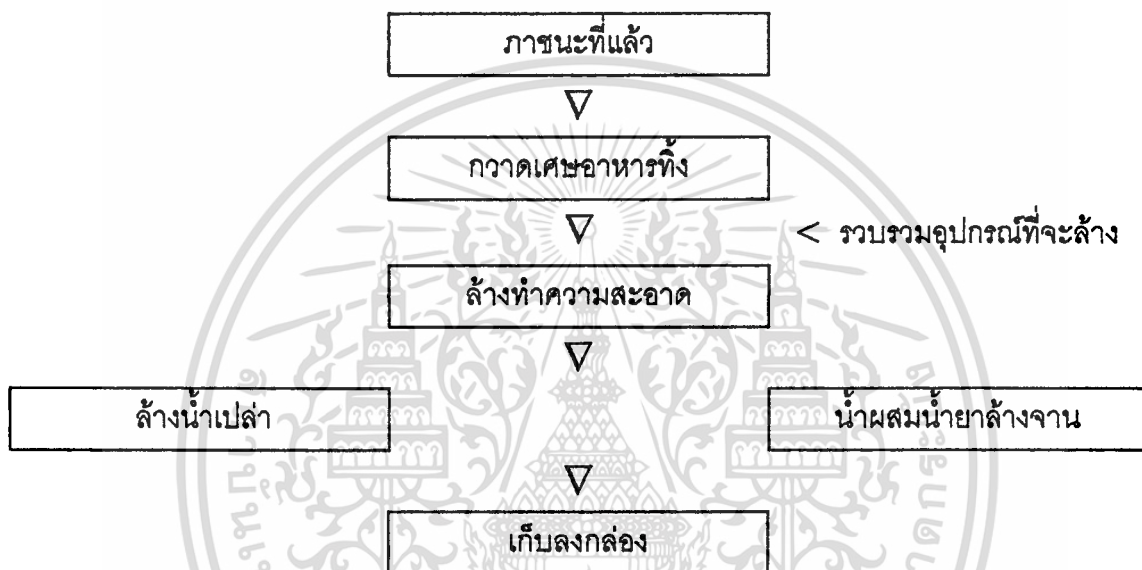 ภาชนะที่แล้ว
กวาดเศษอาหารทิ้ง
< รวบรวมอุปกรณ์ที่จะล้าง
ล้างทำความสะอาด
ล้างน้ำเปล่า
น้ำผสมน้ำยาล้างจาน
เก็บลงกล่อง